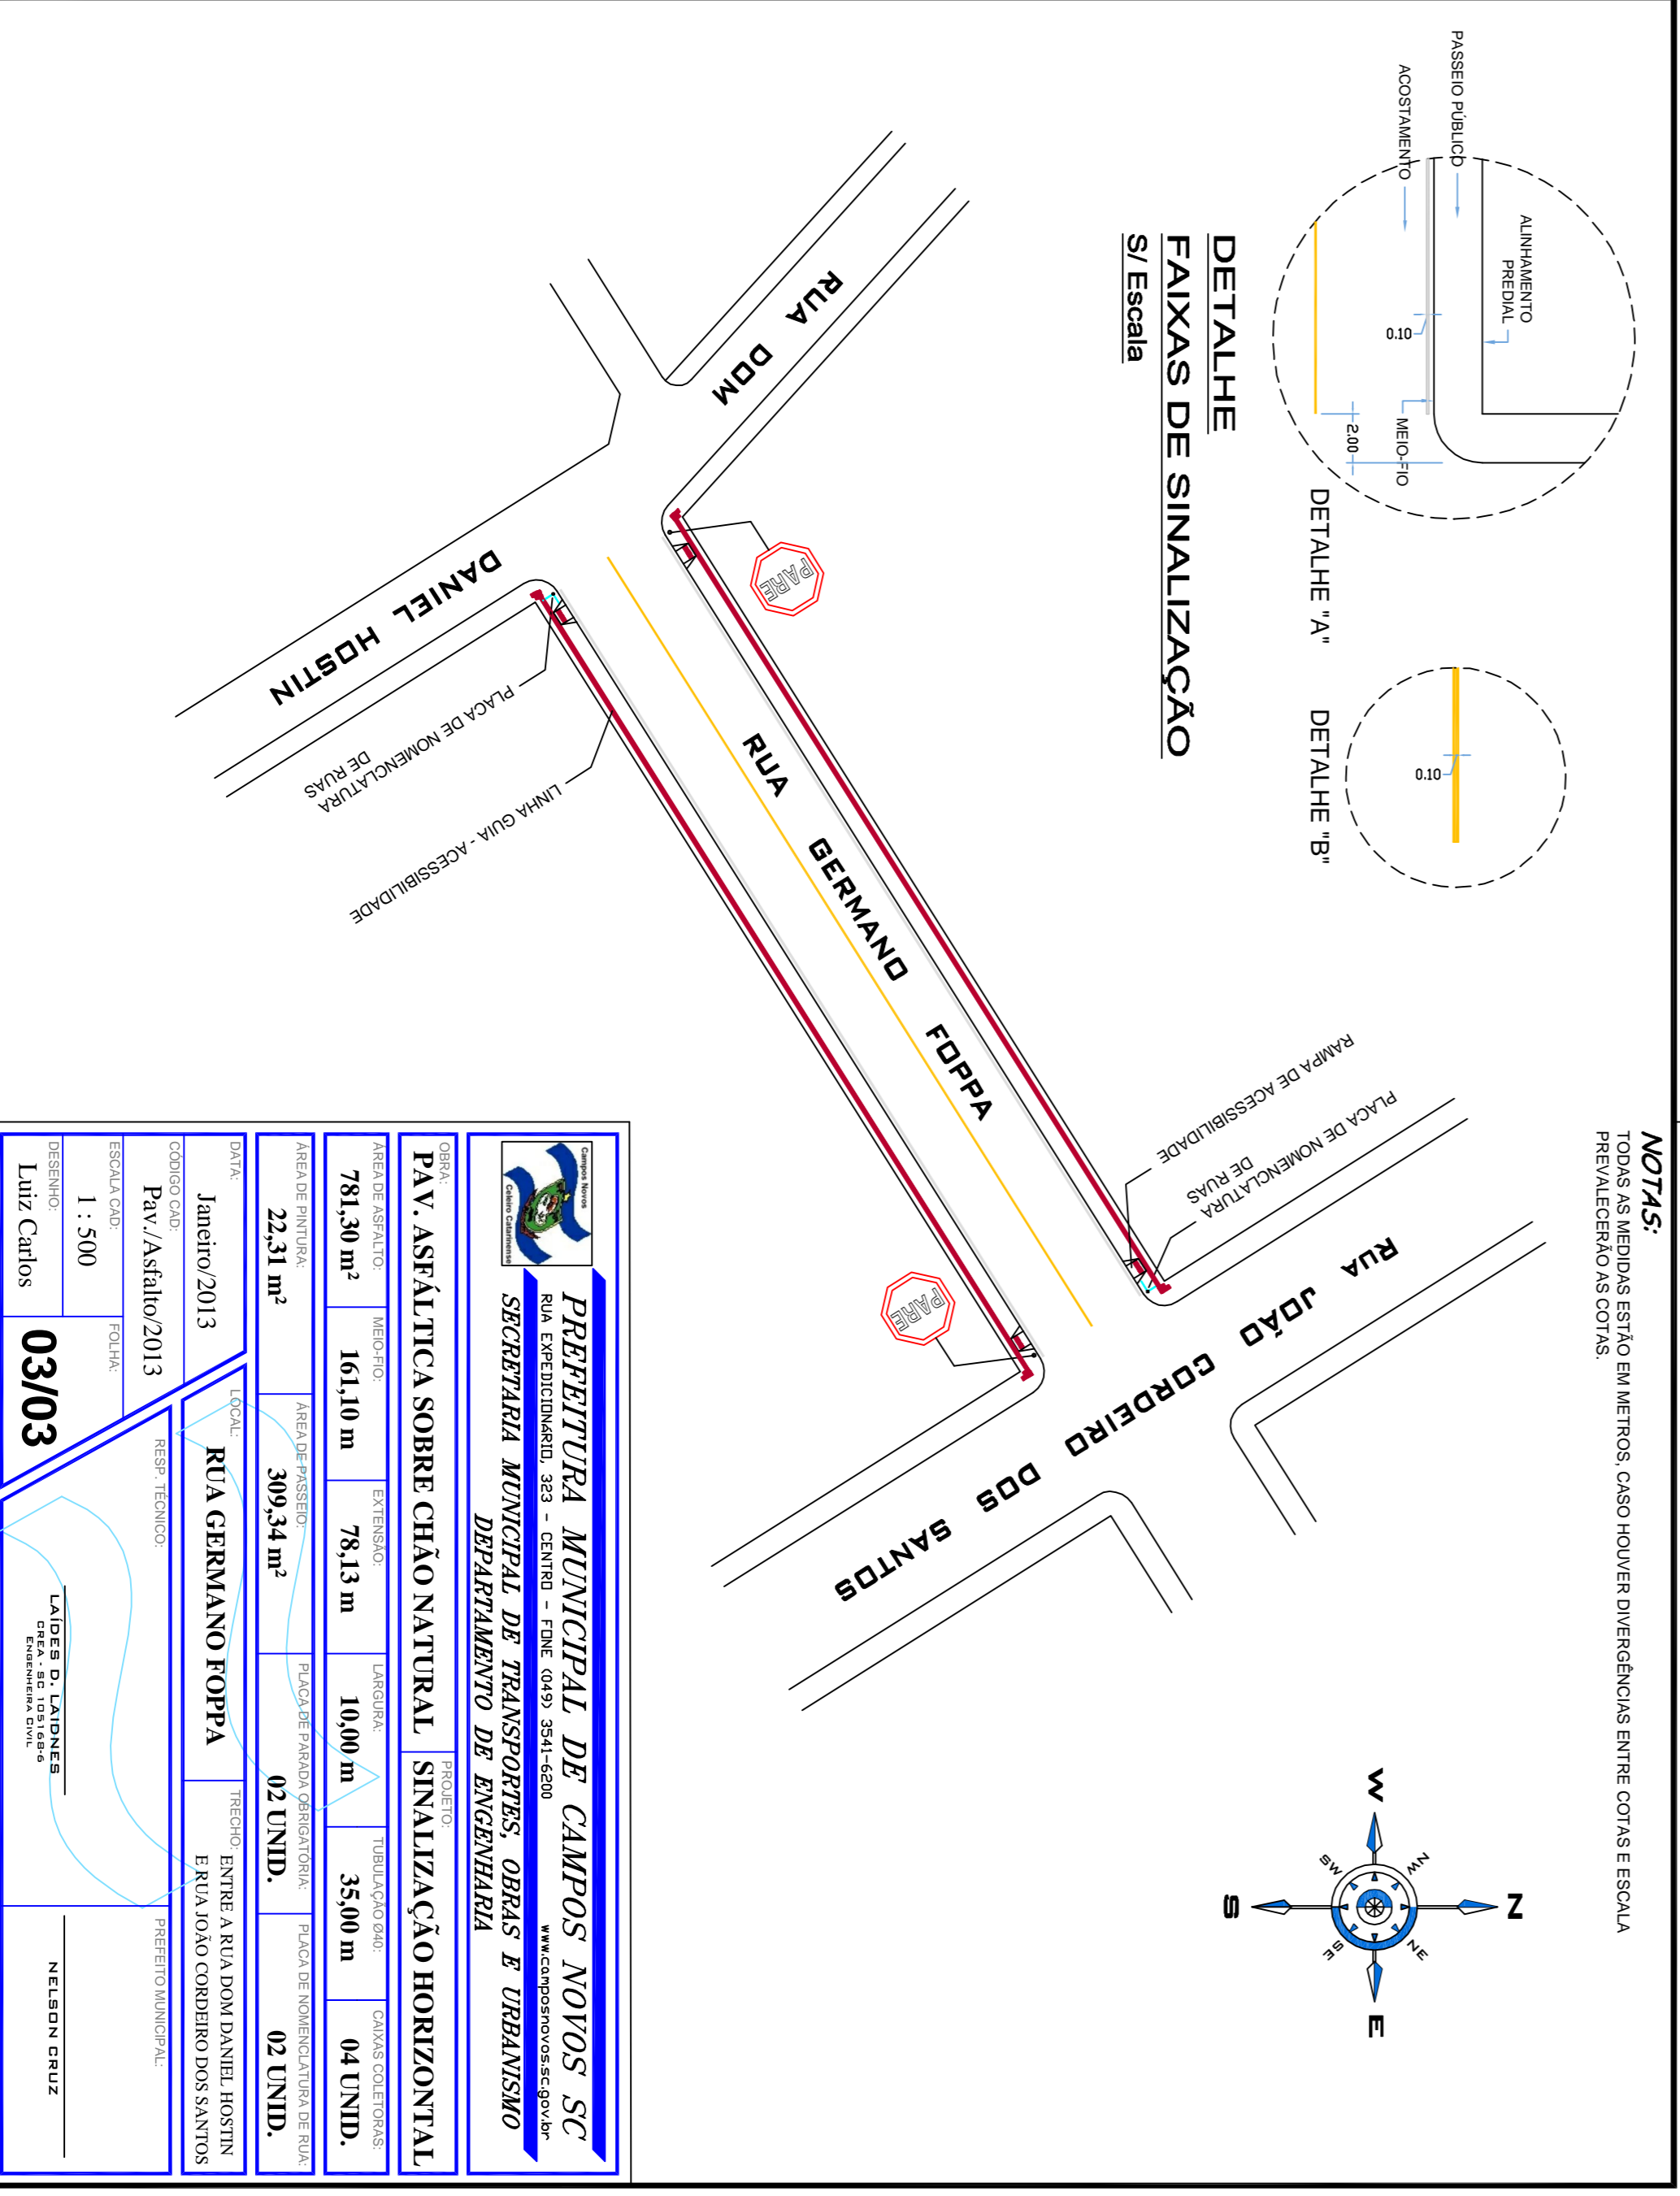 NOTAS:
TODAS AS MEDIDAS ESTÃO EM METROS, CASO HOUVER DIVERGÊNCIAS ENTRE COTAS E ESCALA
PREVALECERÃO AS COTAS.
PASSEIO PÚBLICO
ACOSTAMENTO
ALINHAMENTO
PREDIAL
0.10
MEIO-FIO
2.00
DETALHE "A"
0.10
DETALHE "B"
DETALHE
FAIXAS DE SINALIZAÇÃO
S/ Escala
RUA DOM
DANIEL HOSTIN
PARE
RUA GERMANO FOPPA
PLACA DE NOMENCLATURA
DE RUAS
LINHA GUIA - ACESSIBILIDADE
RAMPA DE ACESSIBILIDADE
PLACA DE NOMENCLATURA
DE RUAS
PARE
RUA JOÃO CORDEIRO DOS SANTOS
N
NE
E
SE
S
SW
W
NW
Campos Novos
Celeiro Catarinense
PREFEITURA MUNICIPAL DE CAMPOS NOVOS SC
RUA EXPEDICIONARIO, 323 - CENTRO - FONE (049) 3541-6200 www.camposnovos.sc.gov.br
SECRETARIA MUNICIPAL DE TRANSPORTES, OBRAS E URBANISMO
DEPARTAMENTO DE ENGENHARIA
OBRA:
PAV. ASFÁLTICA SOBRE CHÃO NATURAL
PROJETO:
SINALIZAÇÃO HORIZONTAL
ÁREA DE ASFALTO:
781,30 m²
MEIO-FIO:
161,10 m
EXTENSÃO:
78,13 m
LARGURA:
10,00 m
TUBULAÇÃO Ø40:
35,00 m
CAIXAS COLETORAS:
04 UNID.
ÁREA DE PINTURA:
22,31 m²
ÁREA DE PASSEIO:
309,34 m²
PLACA DE PARADA OBRIGATÓRIA:
02 UNID.
PLACA DE NOMENCLATURA DE RUA:
02 UNID.
DATA:
Janeiro/2013
LOCAL:
RUA GERMANO FOPPA
TRECHO:
ENTRE A RUA DOM DANIEL HOSTIN
E RUA JOÃO CORDEIRO DOS SANTOS
CÓDIGO CAD:
Pav./Asfalto/2013
ESCALA CAD:
1 : 500
DESENHO:
Luiz Carlos
FOLHA:
03/03
RESP. TÉCNICO:
LAÍDES D. LAIDNES
CREA - SC 105168-6
ENGENHEIRA CIVIL
PREFEITO MUNICIPAL:
NELSON CRUZ